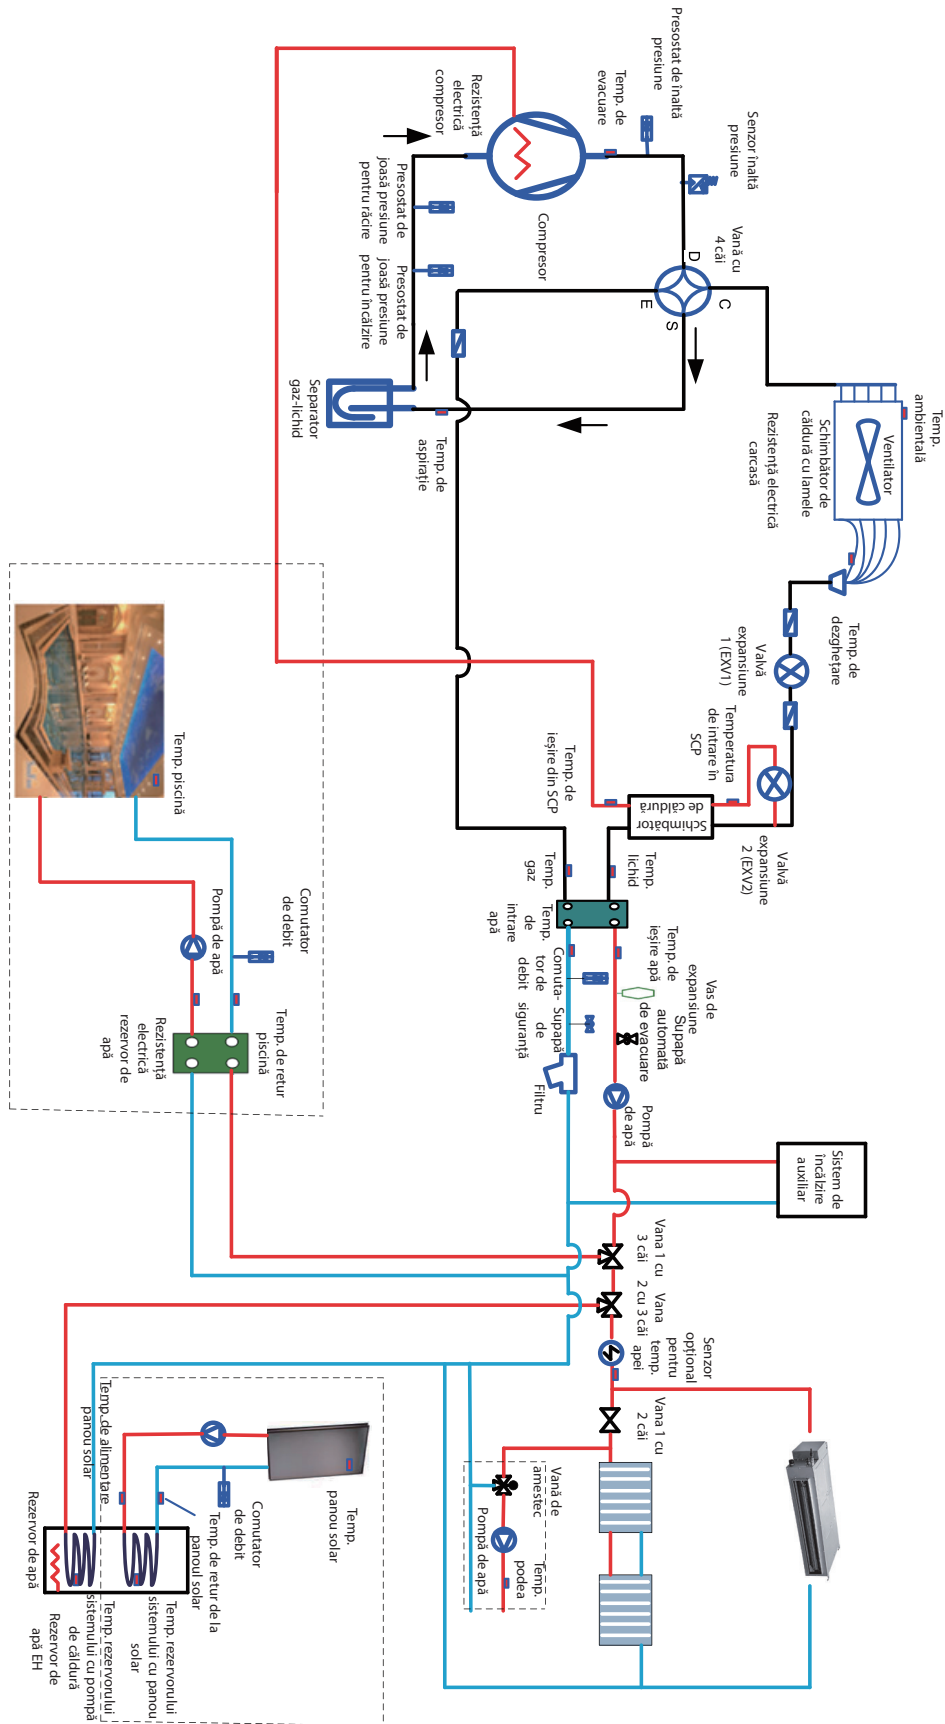 Presostat de înaltă
presiune
Senzor înaltă
presiune
Temp. de
evacuare
Rezistență
electrică
compresor
Compresor
Presostat de
joasă presiune
pentru răcire
Presostat de
joasă presiune
pentru încălzire
Vană cu
4 căi
D
C
E
S
Separator
gaz-lichid
Temp. de
aspirație
Temp.
ambientală
Ventilator
Schimbător de
căldură cu lamele
Rezistență electrică
carcasă
Temp. de
dezghețare
Valvă
expansiune
1 (EXV1)
Temperatura
de intrare în
SCP
Valvă
expansiune
2 (EXV2)
Temp. de
ieșire din SCP
Schimbător
de căldură
Temp.
lichid
Temp.
gaz
Temp.
de
intrare
apă
Temp. de
ieșire apă
Vas de
expansiune
Supapă
automată
de evacuare
Comuta-
tor de
debit
Supapă
de
siguranță
Filtru
Pompă
de apă
Sistem de
încălzire
auxiliar
Temp. piscină
Comutator
de debit
Pompă de apă
Temp. de retur
piscină
Rezistență
electrică
rezervor de
apă
Vana 1 cu
3 căi
Vana
2 cu 3 căi
Senzor
opțional
pentru
temp.
apei
Vana 1 cu
2 căi
Vană de
amestec
Pompă de apă
Temp.
podea
Temp.
panou solar
Comutator
de debit
Temp. de retur de la
panoul solar
Temp. de alimentare
panou solar
Temp. rezervorului
sistemului cu panou
solar
Temp. rezervorului
sistemului cu pompă
de căldură
Rezervor de apă
Rezervor de
apă EH